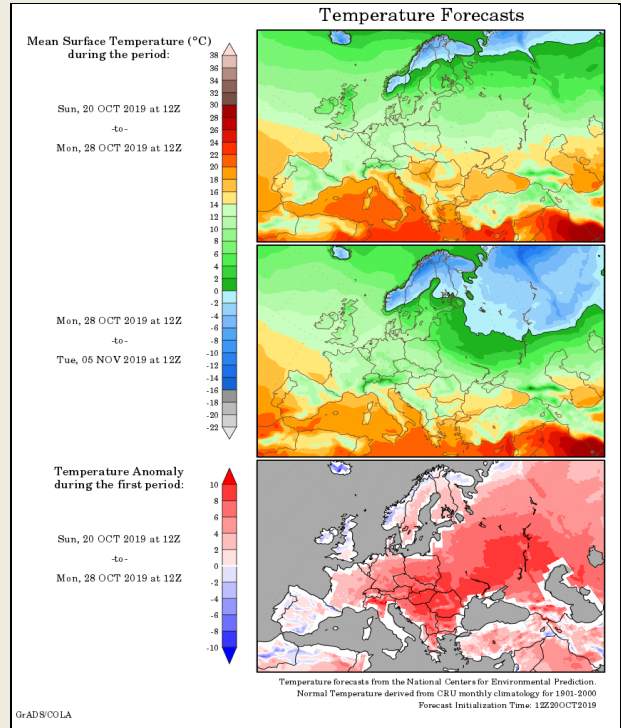 Temperature Forecasts
Mean Surface Temperature (°C)
during the period:
Sun, 20 OCT 2019 at 12Z
-to-
Mon, 28 OCT 2019 at 12Z
38
36
34
32
30
28
26
24
22
20
18
16
14
12
10
8
6
4
2
0
-2
-4
-6
-8
-10
-12
-14
-16
-18
-20
-22
Mon, 28 OCT 2019 at 12Z
-to-
Tue, 05 NOV 2019 at 12Z
Temperature Anomaly
during the first period:
Sun, 20 OCT 2019 at 12Z
-to-
Mon, 28 OCT 2019 at 12Z
10
8
6
4
2
0
-2
-4
-6
-8
-10
Temperature forecasts from the National Centers for Environmental Prediction.
Normal Temperature derived from CRU monthly climatology for 1901-2000
Forecast Initialization Time: 12Z20OCT2019
GrADS/COLA